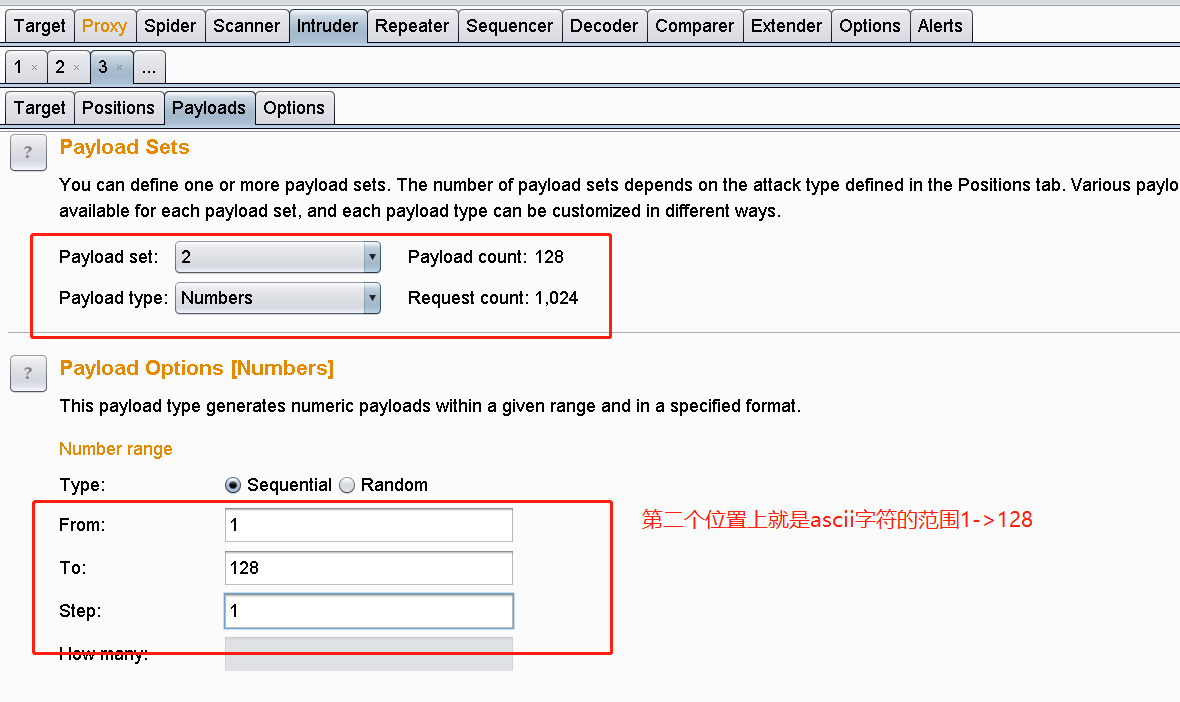 Target Proxy Spider Scanner Intruder Repeater Sequencer Decoder Comparer Extender Options Alerts
1 × 2 × 3 × ...
Target Positions Payloads Options
? Payload Sets
You can define one or more payload sets. The number of payload sets depends on the attack type defined in the Positions tab. Various paylo
available for each payload set, and each payload type can be customized in different ways.
Payload set: 2 Payload count: 128
Payload type: Numbers Request count: 1,024
? Payload Options [Numbers]
This payload type generates numeric payloads within a given range and in a specified format.
Number range
Type: Sequential Random
From: 1 第二个位置上就是ascii字符的范围1->128
To: 128
Step: 1
How many: